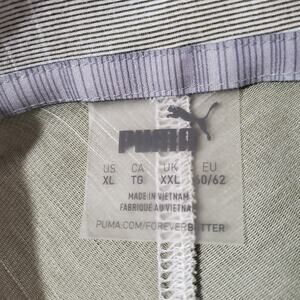 PUMA
US CA UK EU
XL TG XXL 60/62
MADE IN VIETNAM
FABRIQUÉ AU VIETNAM
PUMA.COM/FOREVERBETTER